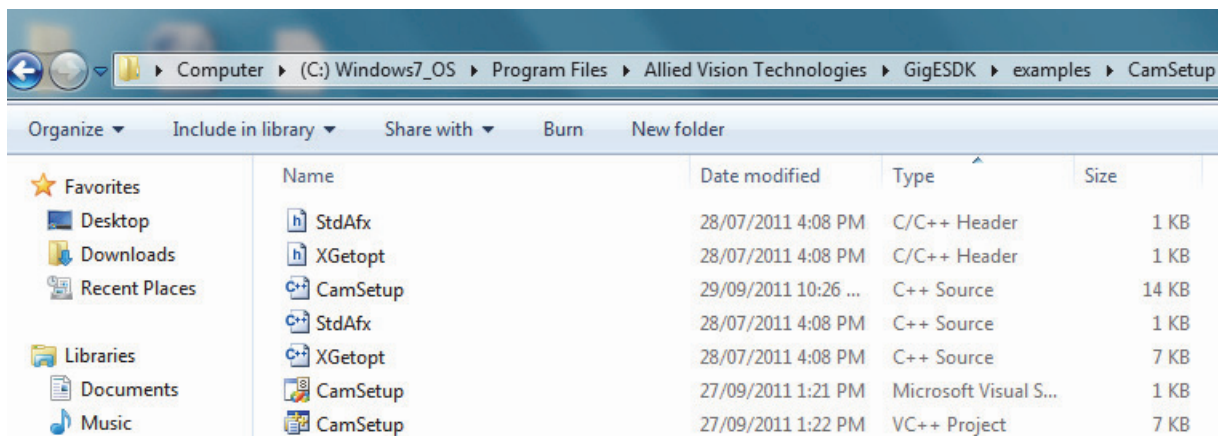 Computer (C:) Windows7_OS Program Files Allied Vision Technologies GigESDK examples CamSetup
Organize Include in library Share with Burn New folder
Favorites
Desktop
Downloads
Recent Places
Libraries
Documents
Music
Name Date modified Type Size
StdAfx 28/07/2011 4:08 PM C/C++ Header 1 KB
XGetopt 28/07/2011 4:08 PM C/C++ Header 1 KB
CamSetup 29/09/2011 10:26 ... C++ Source 14 KB
StdAfx 28/07/2011 4:08 PM C++ Source 1 KB
XGetopt 28/07/2011 4:08 PM C++ Source 7 KB
CamSetup 27/09/2011 1:21 PM Microsoft Visual S... 1 KB
CamSetup 27/09/2011 1:22 PM VC++ Project 7 KB